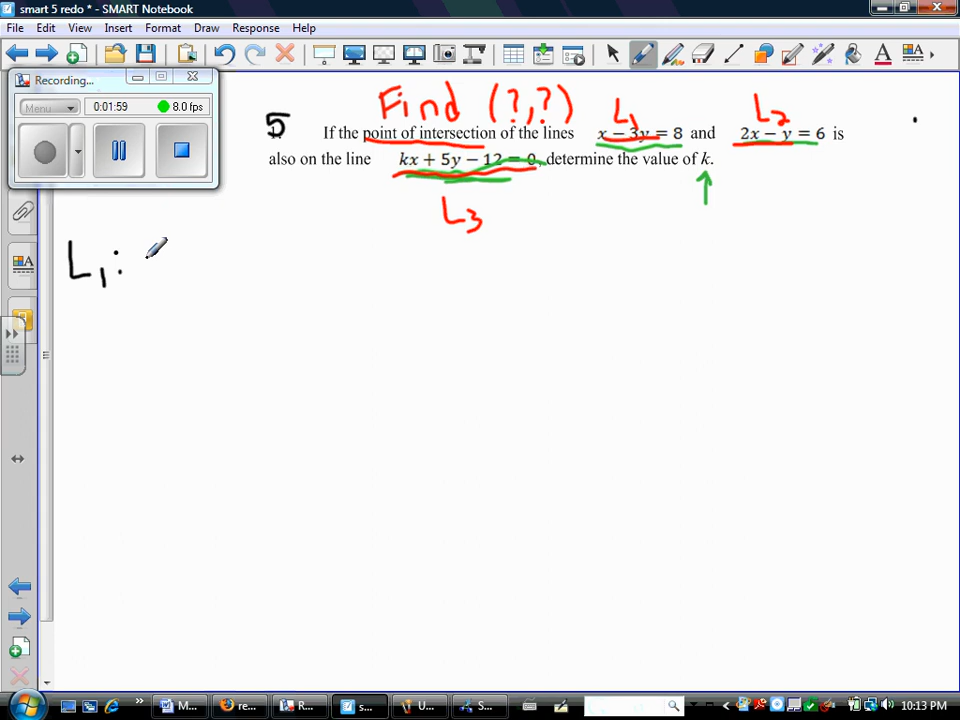 smart 5 redo * - SMART Notebook
File Edit View Insert Format Draw Response Help
Recording...
Menu 0:01:59 8.0 fps
Find (?,?) L1 L2
5 If the point of intersection of the lines x − 3y = 8 and 2x − y = 6 is
also on the line kx + 5y − 12 = 0, determine the value of k.
L3
L1:
M... re... R... s... U... S... 10:13 PM